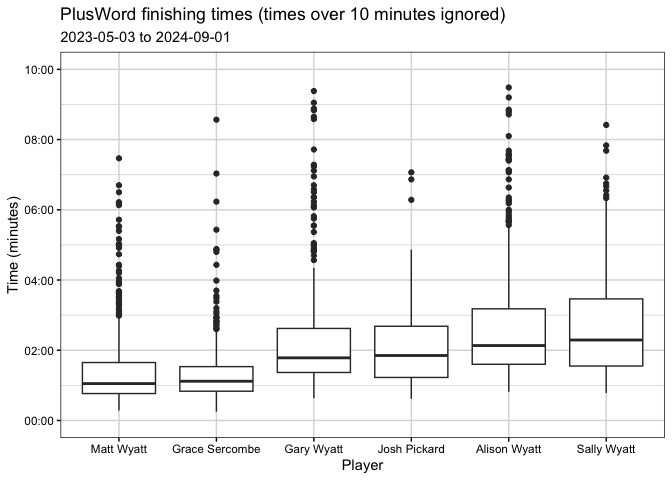 PlusWord finishing times (times over 10 minutes ignored)
2023-05-03 to 2024-09-01
Time (minutes)
10:00
08:00
06:00
04:00
02:00
00:00
Matt Wyatt Grace Sercombe Gary Wyatt Josh Pickard Alison Wyatt Sally Wyatt
Player